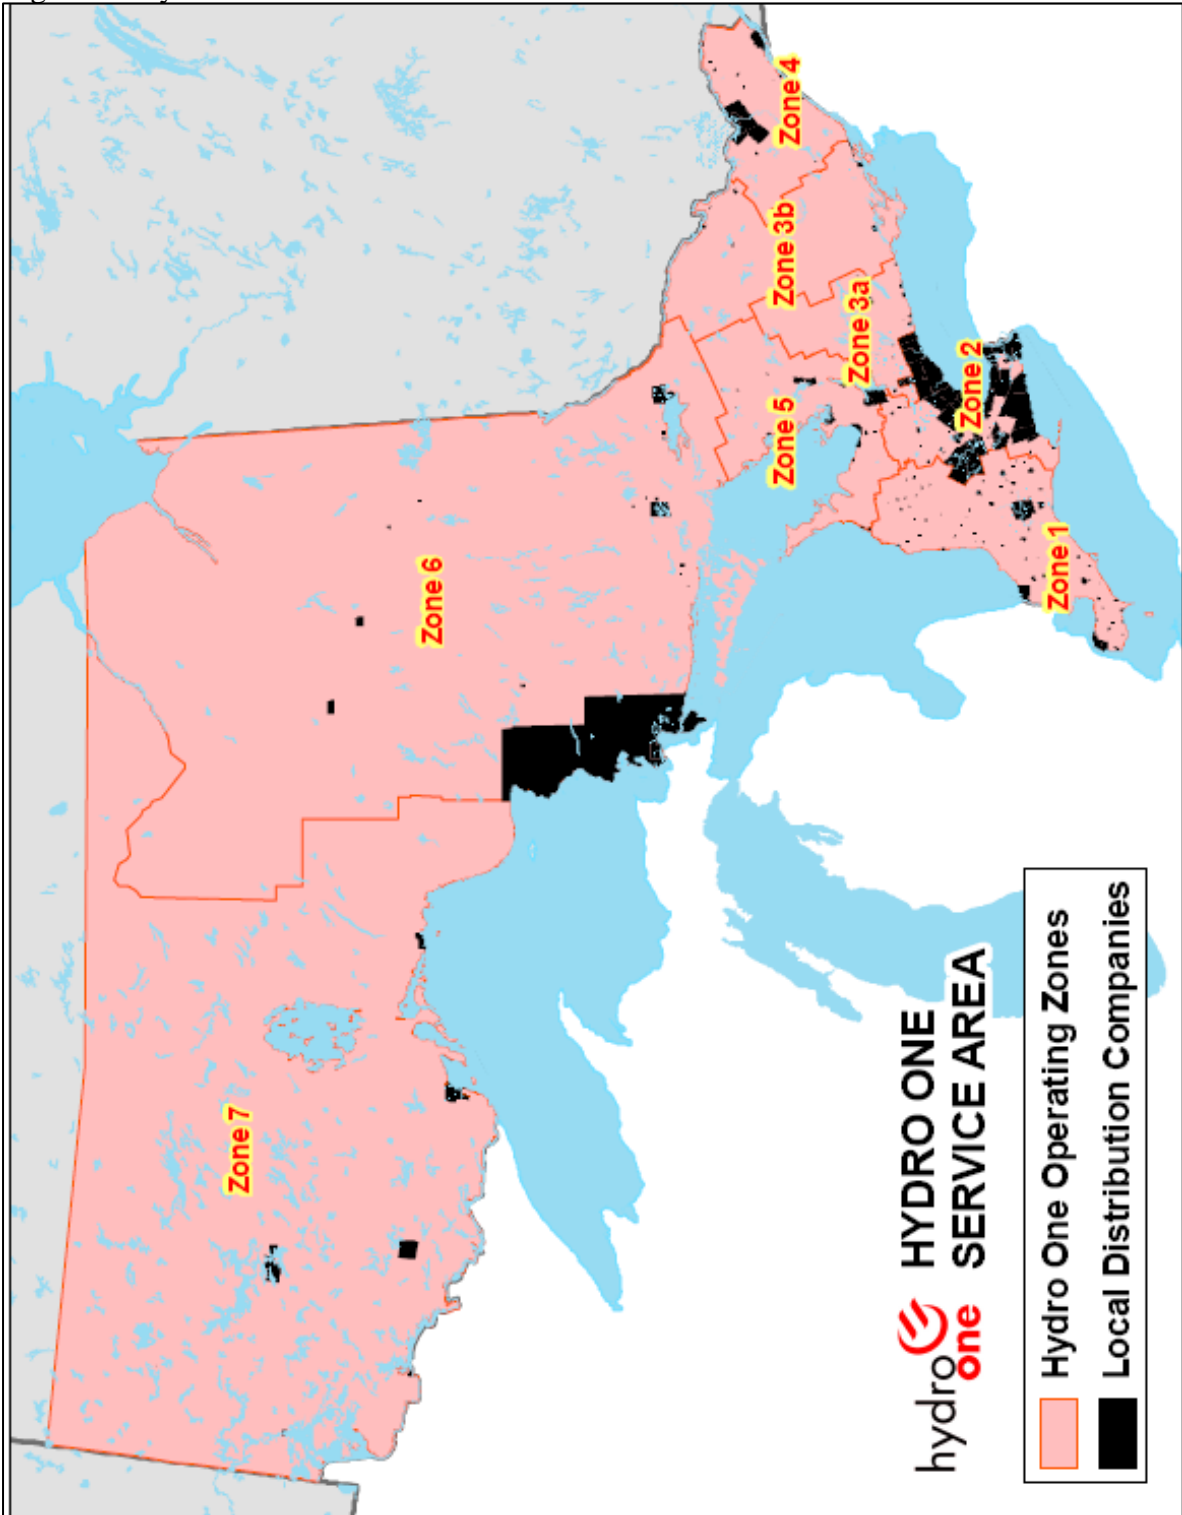 Zone 4
Zone 3b
Zone 3a
Zone 5
Zone 2
Zone 1
Zone 6
Zone 7
hydro
one
HYDRO ONE
SERVICE AREA
Hydro One Operating Zones
Local Distribution Companies